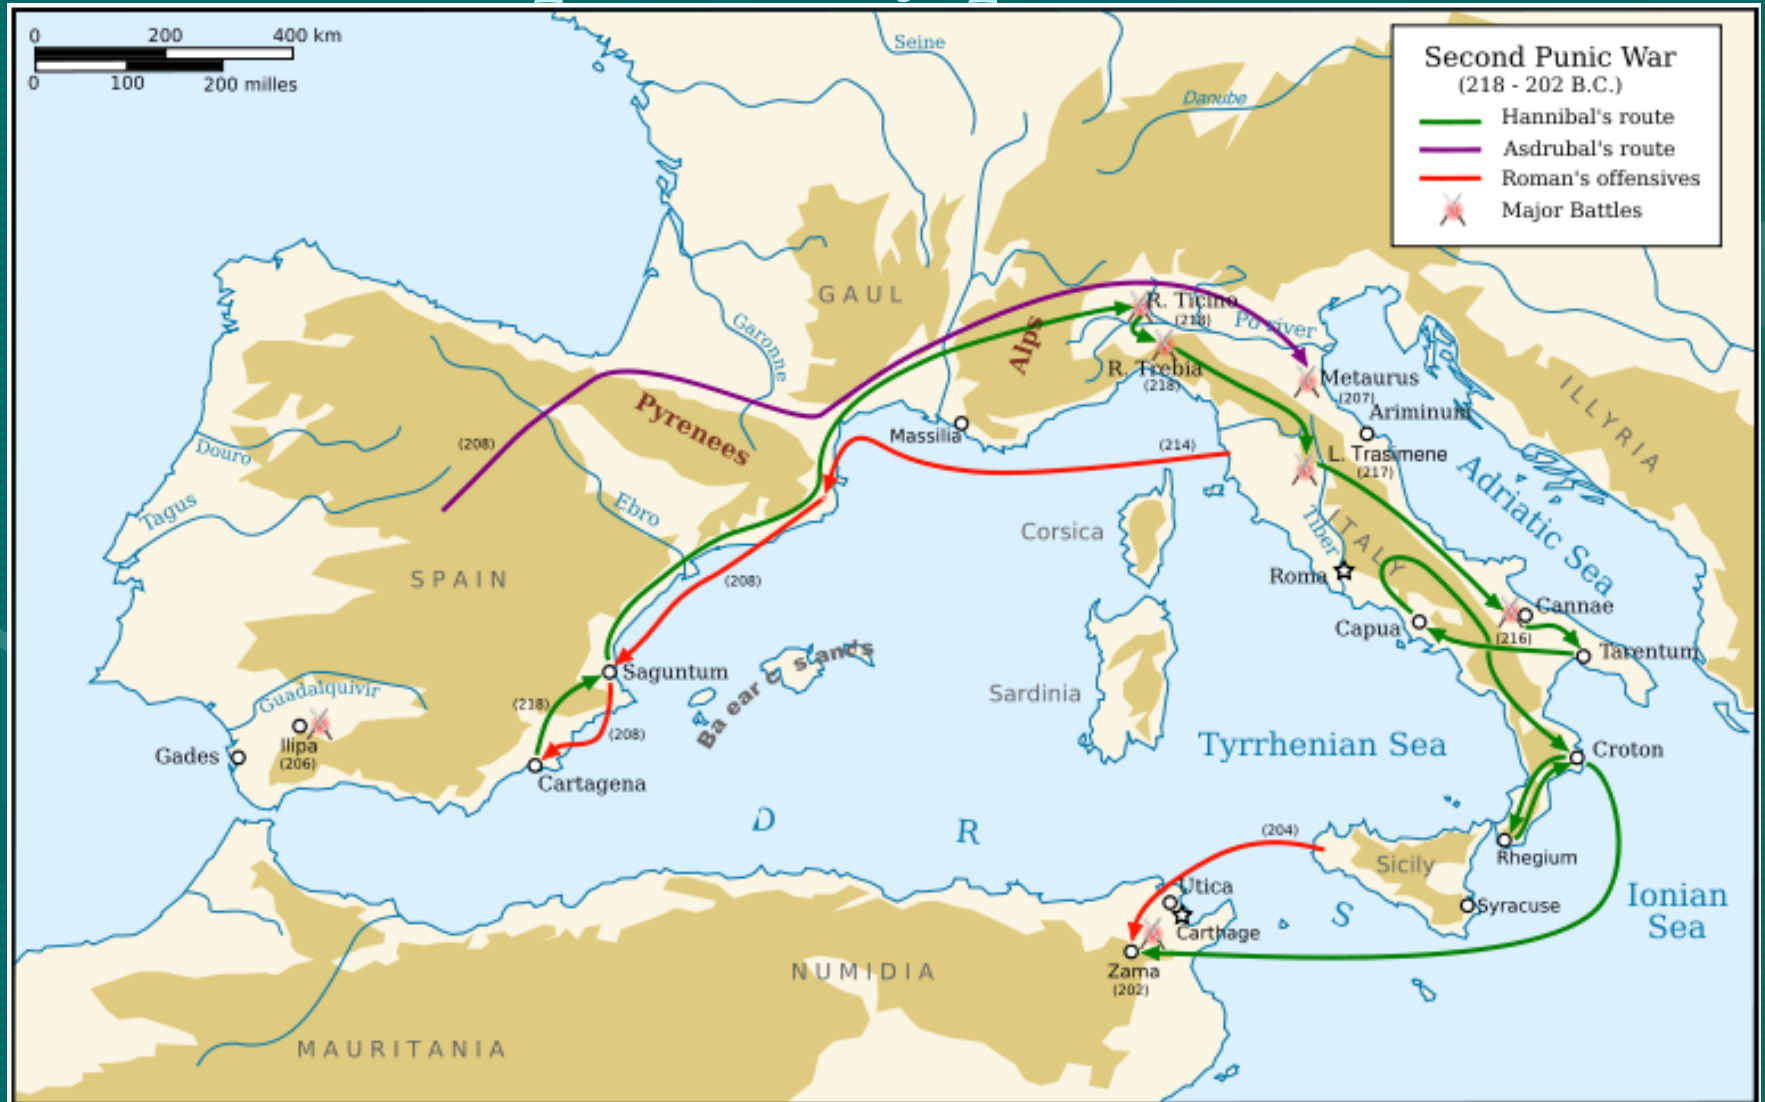 0 200 400 km
0 100 200 milles
Second Punic War
(218 - 202 B.C.)
Hannibal's route
Asdrubal's route
Roman's offensives
Major Battles
Seine
Danube
GAUL
Garonne
Alps
R. Ticino
(218)
Po river
R. Trebia
(218)
Metaurus
(207)
Ariminum
ILLYRIA
Pyrenees
Massilia
(214)
L. Trasimene
(217)
Adriatic Sea
(208)
Douro
Tagus
Ebro
Corsica
Tiber
ITALY
Roma
SPAIN
(208)
Cannae
(216)
Capua
Tarentum
Saguntum
Ba ear c s ands
Sardinia
Guadalquivir
(218)
(208)
Ilipa
(206)
Gades
Cartagena
Tyrrhenian Sea
Croton
D R S
(204)
Rhegium
Sicily
Utica
Syracuse
Ionian
Sea
Carthage
Zama
(202)
NUMIDIA
MAURITANIA